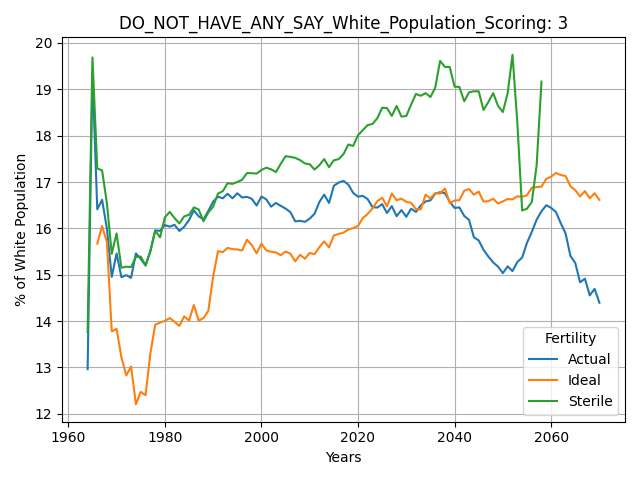 DO_NOT_HAVE_ANY_SAY_White_Population_Scoring: 3
% of White Population
20
19
18
17
16
15
14
13
12
1960
1980
2000
2020
2040
2060
Years
Fertility
Actual
Ideal
Sterile